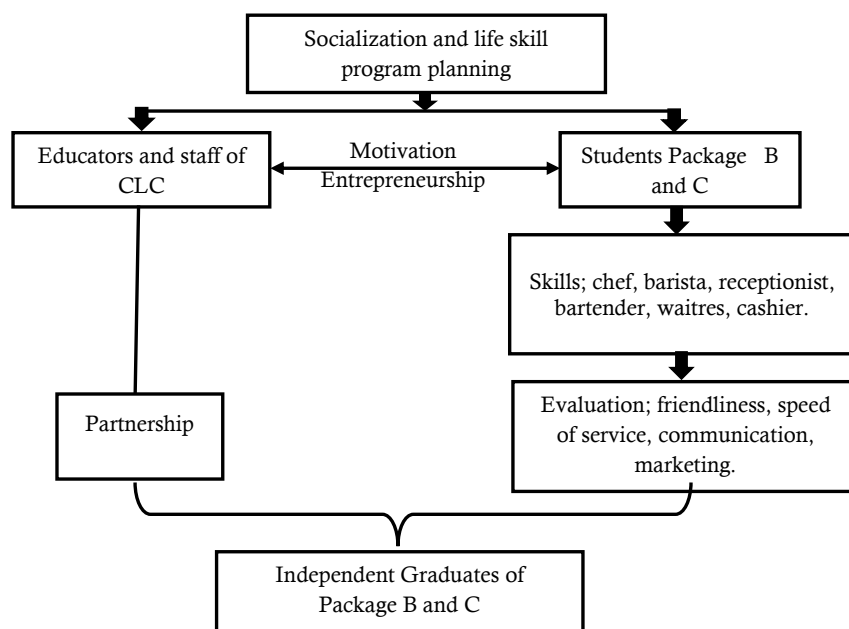 Socialization and life skill
program planning
Educators and staff of
CLC
Motivation
Entrepreneurship
Students Package B
and C
Skills; chef, barista, receptionist,
bartender, waitres, cashier.
Partnership
Evaluation; friendliness, speed
of service, communication,
marketing.
Independent Graduates of
Package B and C